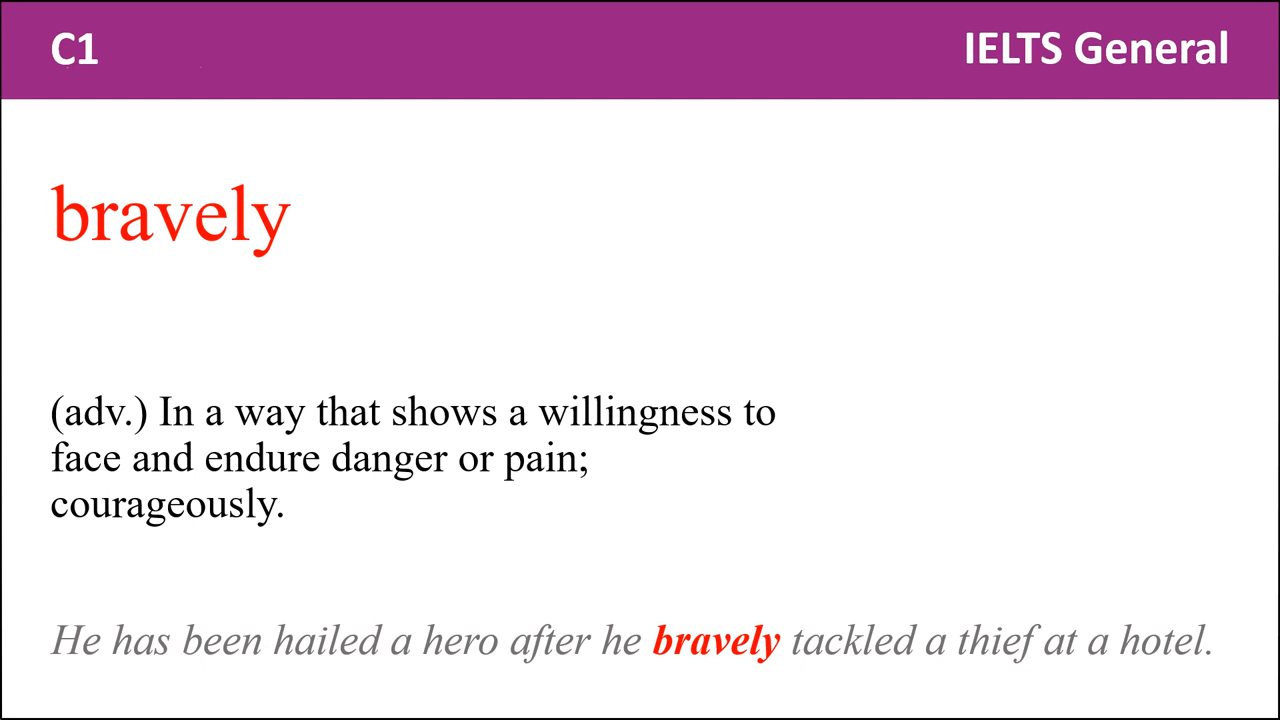 C1
IELTS General
bravely
(adv.) In a way that shows a willingness to
face and endure danger or pain;
courageously.
He has been hailed a hero after he bravely tackled a thief at a hotel.